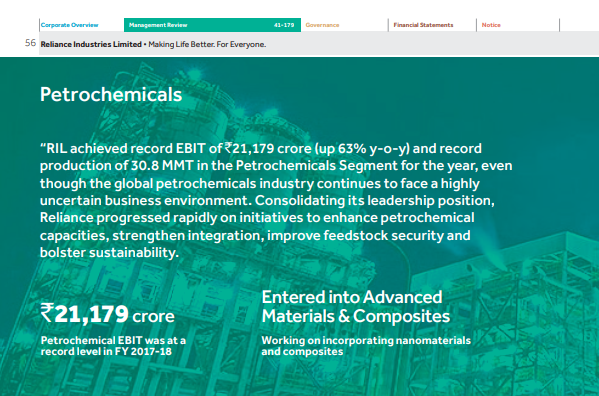 Corporate Overview
Management Review 41-179
Governance
Financial Statements
Notice
56 Reliance Industries Limited • Making Life Better. For Everyone.
Petrochemicals
“RIL achieved record EBIT of ₹21,179 crore (up 63% y-o-y) and record
production of 30.8 MMT in the Petrochemicals Segment for the year, even
though the global petrochemicals industry continues to face a highly
uncertain business environment. Consolidating its leadership position,
Reliance progressed rapidly on initiatives to enhance petrochemical
capacities, strengthen integration, improve feedstock security and
bolster sustainability.
₹21,179 crore
Petrochemical EBIT was at a
record level in FY 2017-18
Entered into Advanced
Materials & Composites
Working on incorporating nanomaterials
and composites